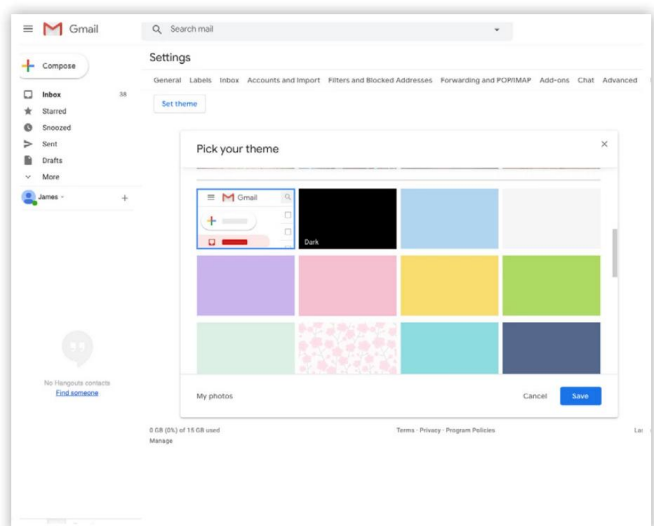 Gmail
Search mail
Compose
Settings
General Labels Inbox Accounts and Import Filters and Blocked Addresses Forwarding and POP/IMAP Add-ons Chat Advanced
Inbox 38
Set theme
Starred
Snoozed
Sent
Drafts
More
James
Pick your theme
Gmail
Dark
No Hangouts contacts
Find someone
My photos
Cancel Save
0 GB (0%) of 15 GB used
Manage
Terms · Privacy · Program Policies